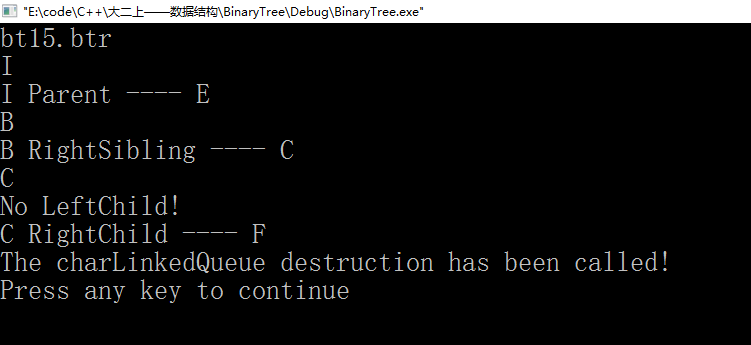 "E:\code\C++\大二上——数据结构\BinaryTree\Debug\BinaryTree.exe"
bt15.btr
I
I Parent ---- E
B
B RightSibling ---- C
C
No LeftChild!
C RightChild ---- F
The charLinkedQueue destruction has been called!
Press any key to continue